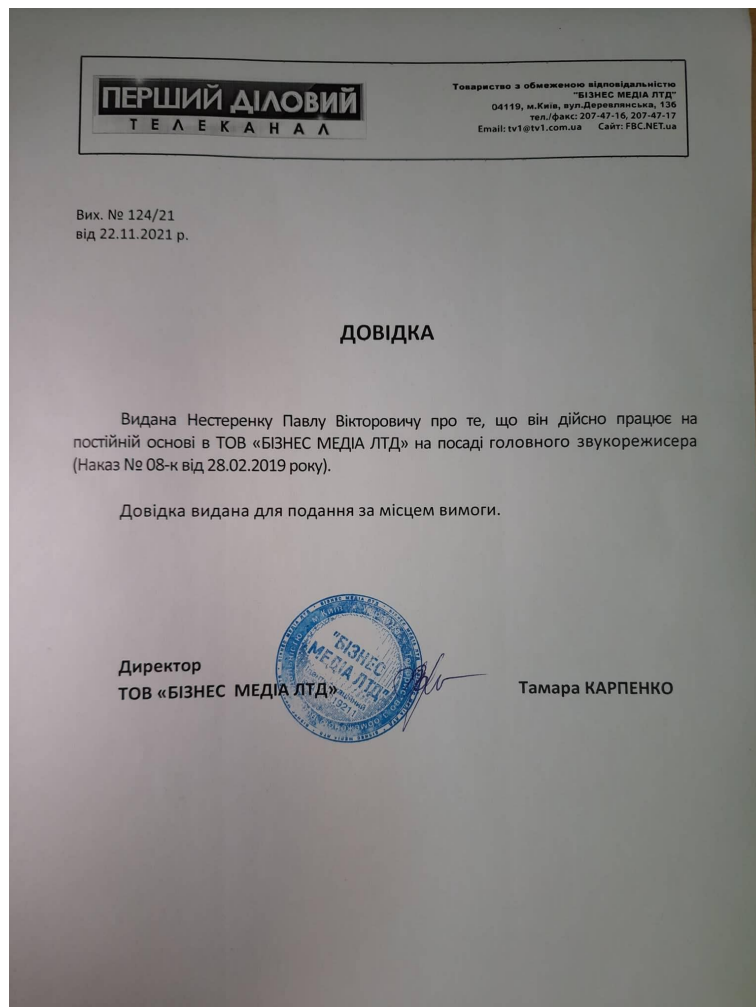 ПЕРШИЙ ДІЛОВИЙ
ТЕЛЕКАНАЛ
Товариство з обмеженою відповідальністю
"БІЗНЕС МЕДІА ЛТД"
04119, м.Київ, вул.Деревлянська, 13б
тел./факс: 207-47-16, 207-47-17
Email: tv1@tv1.com.ua Сайт: FBC.NET.ua
Вих. № 124/21
від 22.11.2021 р.
ДОВІДКА
Видана Нестеренку Павлу Вікторовичу про те, що він дійсно працює на
постійній основі в ТОВ «БІЗНЕС МЕДІА ЛТД» на посаді головного звукорежисера
(Наказ № 08-к від 28.02.2019 року).
Довідка видана для подання за місцем вимоги.
"БІЗНЕС
МЕДІА ЛТД"
Директор
ТОВ «БІЗНЕС МЕДІА ЛТД»
Тамара КАРПЕНКО